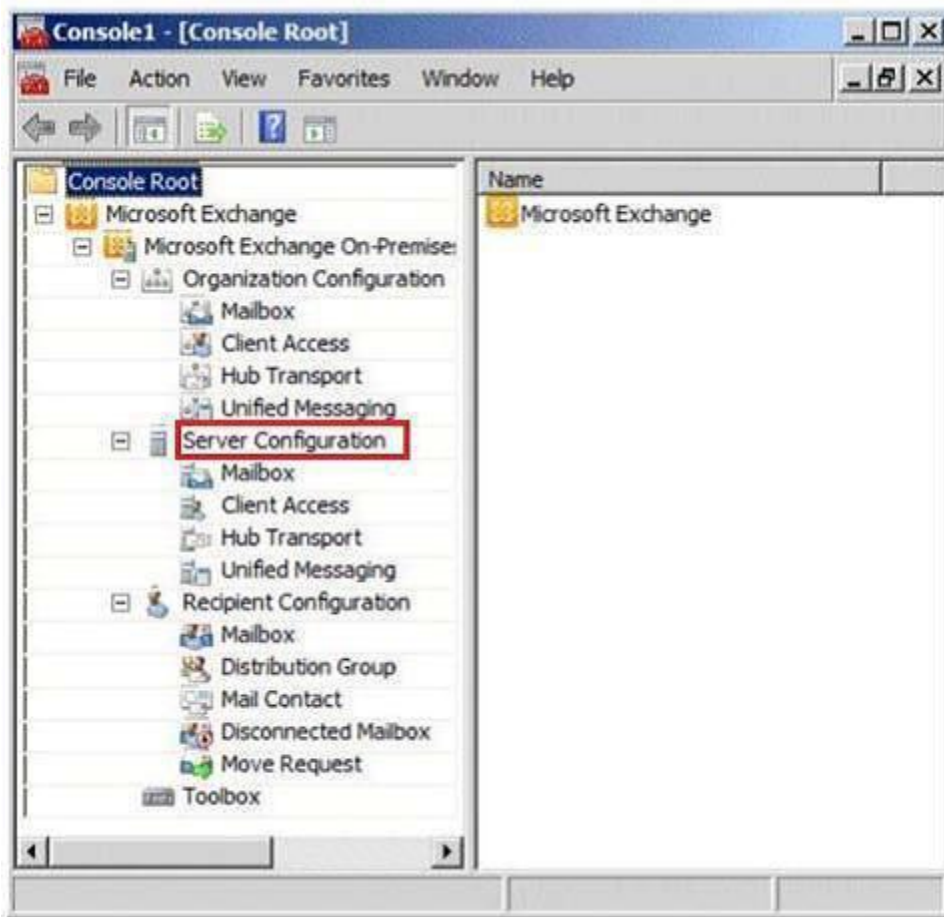 Console1 - [Console Root]
File Action View Favorites Window Help
Console Root
Microsoft Exchange
Microsoft Exchange On-Premise:
Organization Configuration
Mailbox
Client Access
Hub Transport
Unified Messaging
Server Configuration
Mailbox
Client Access
Hub Transport
Unified Messaging
Recipient Configuration
Mailbox
Distribution Group
Mail Contact
Disconnected Mailbox
Move Request
Toolbox
Name
Microsoft Exchange